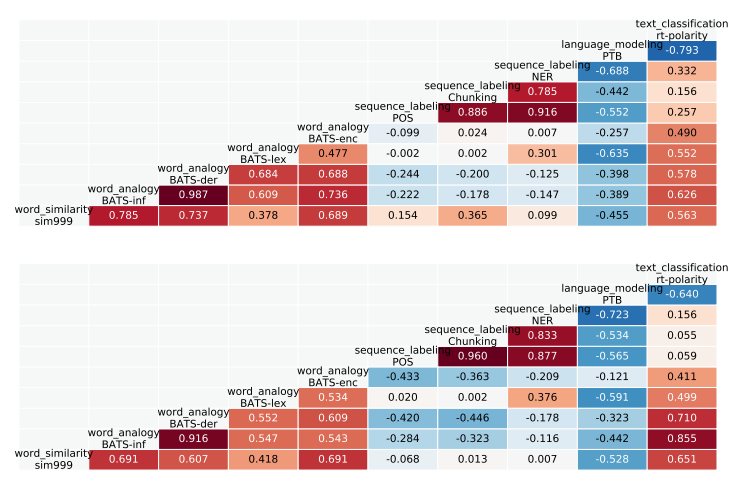 text_classification
rt-polarity
language_modeling -0.793
PTB
sequence_labeling -0.688 0.332
NER
sequence_labeling 0.785 -0.442 0.156
Chunking
sequence_labeling 0.886 0.916 -0.552 0.257
POS
word_analogy -0.099 0.024 0.007 -0.257 0.490
BATS-enc
word_analogy 0.477 -0.002 0.002 0.301 -0.635 0.552
BATS-lex
word_analogy 0.684 0.688 -0.244 -0.200 -0.125 -0.398 0.578
BATS-der
word_analogy 0.987 0.609 0.736 -0.222 -0.178 -0.147 -0.389 0.626
BATS-inf
word_similarity 0.785 0.737 0.378 0.689 0.154 0.365 0.099 -0.455 0.563
sim999
text_classification
rt-polarity
language_modeling -0.640
PTB
sequence_labeling -0.723 0.156
NER
sequence_labeling 0.833 -0.534 0.055
Chunking
sequence_labeling 0.960 0.877 -0.565 0.059
POS
word_analogy -0.433 -0.363 -0.209 -0.121 0.411
BATS-enc
word_analogy 0.534 0.020 0.002 0.376 -0.591 0.499
BATS-lex
word_analogy 0.552 0.609 -0.420 -0.446 -0.178 -0.323 0.710
BATS-der
word_analogy 0.916 0.547 0.543 -0.284 -0.323 -0.116 -0.442 0.855
BATS-inf
word_similarity 0.691 0.607 0.418 0.691 -0.068 0.013 0.007 -0.528 0.651
sim999